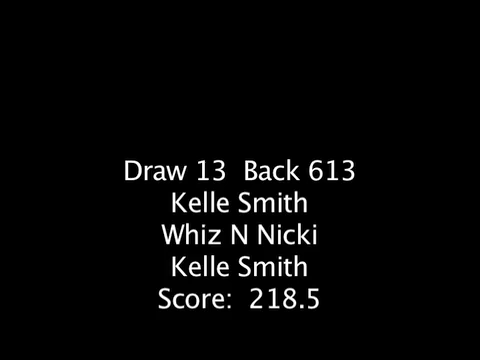 Draw 13  Back 613
Kelle Smith
Whiz N Nicki
Kelle Smith
Score:  218.5